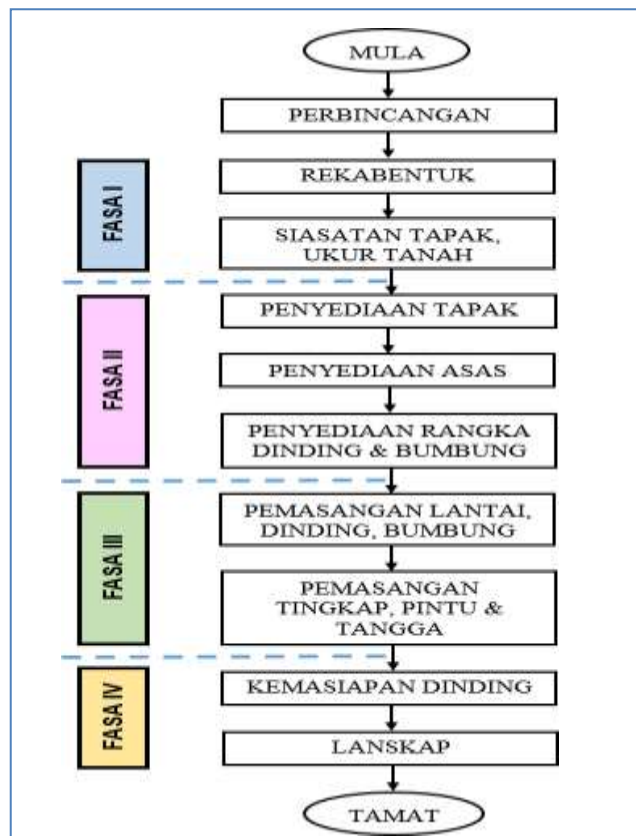 MULA
PERBINCANGAN
FASA I
REKABENTUK
SIASATAN TAPAK,
UKUR TANAH
FASA II
PENYEDIAAN TAPAK
PENYEDIAAN ASAS
PENYEDIAAN RANGKA
DINDING & BUMBUNG
FASA III
PEMASANGAN LANTAI,
DINDING, BUMBUNG
PEMASANGAN
TINGKAP, PINTU &
TANGGA
FASA IV
KEMASIAPAN DINDING
LANSKAP
TAMAT